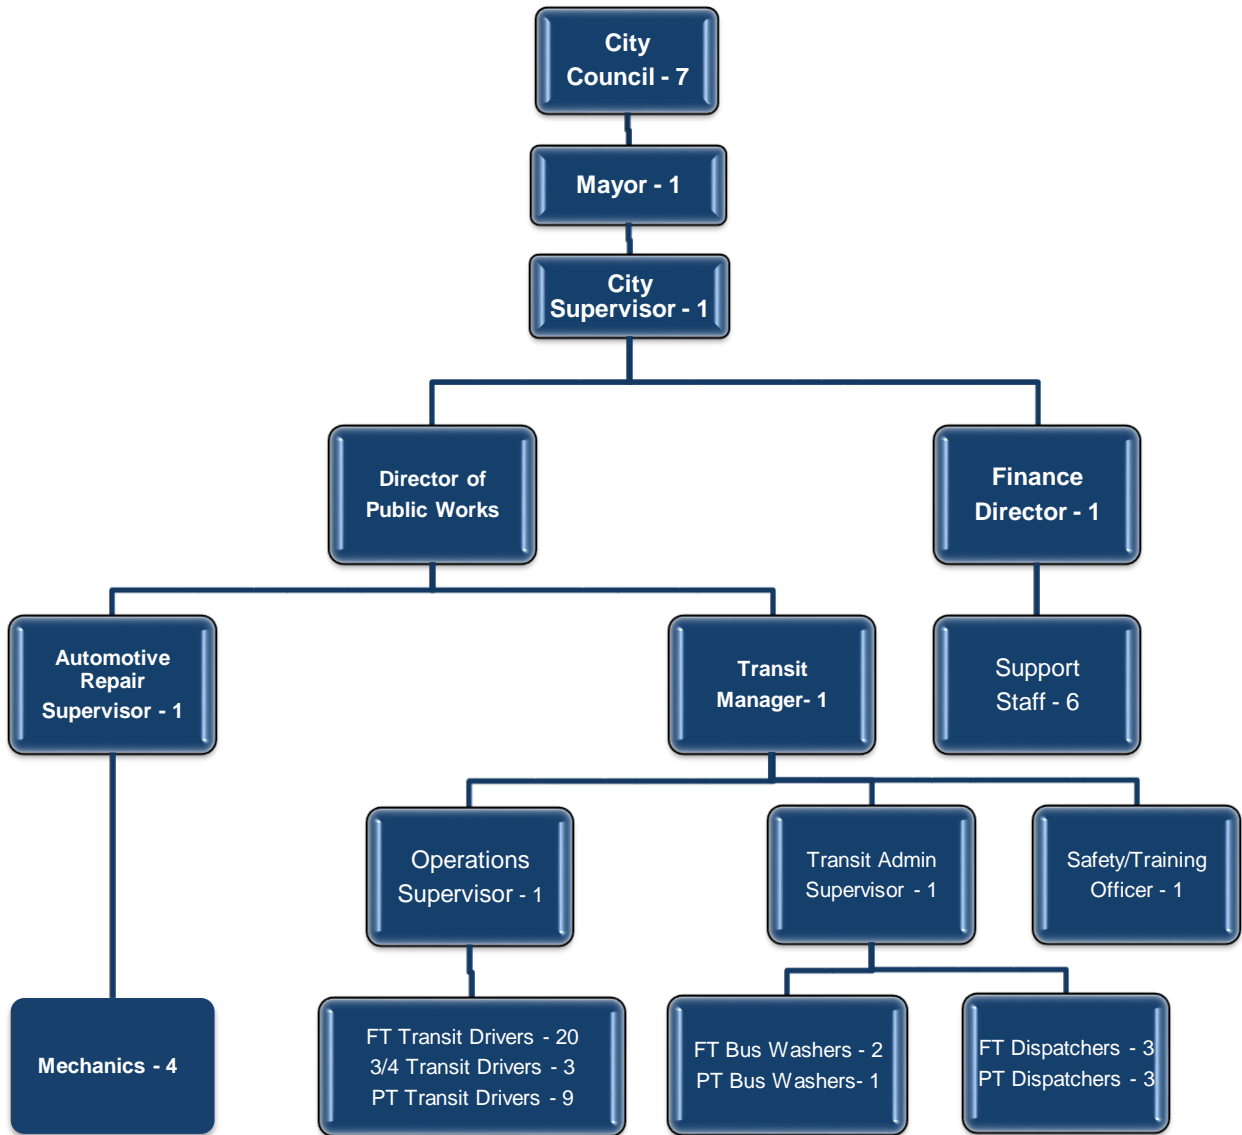 City
Council - 7
Mayor - 1
City
Supervisor - 1
Director of
Public Works
Finance
Director - 1
Automotive
Repair
Supervisor - 1
Transit
Manager- 1
Support
Staff - 6
Operations
Supervisor - 1
Transit Admin
Supervisor - 1
Safety/Training
Officer - 1
Mechanics - 4
FT Transit Drivers - 20
3/4 Transit Drivers - 3
PT Transit Drivers - 9
FT Bus Washers - 2
PT Bus Washers- 1
FT Dispatchers - 3
PT Dispatchers - 3